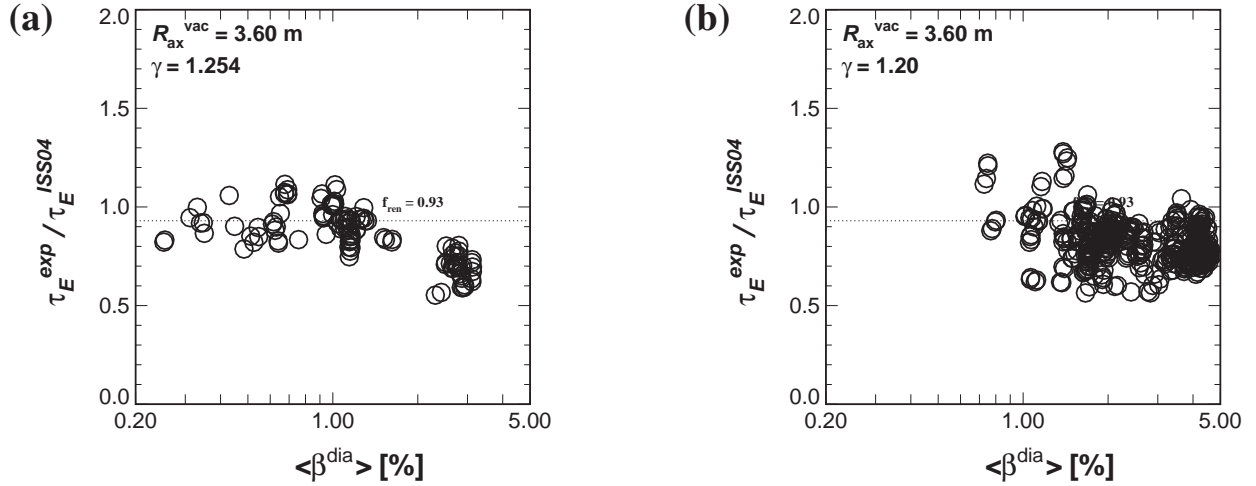 (a)
R_ax^vac = 3.60 m
γ = 1.254
f_ren = 0.93
2.0
1.5
1.0
0.5
0.0
0.20
1.00
5.00
τ_E^exp / τ_E^ISS04
<β^dia> [%]
(b)
R_ax^vac = 3.60 m
γ = 1.20
0.93
2.0
1.5
1.0
0.5
0.0
0.20
1.00
5.00
τ_E^exp / τ_E^ISS04
<β^dia> [%]